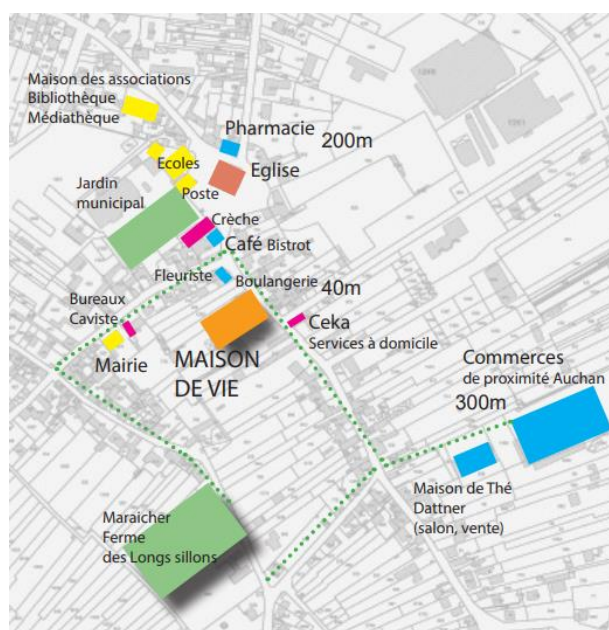 Maison des associations
Bibliothèque
Médiathèque
Pharmacie
200m
Ecoles
Eglise
Jardin
municipal
Poste
Crèche
Café Bistrot
Fleuriste
Boulangerie
40m
Bureaux
Caviste
Ceka
Services à domicile
Mairie
MAISON
DE VIE
Commerces
de proximité Auchan
300m
Maison de Thé
Dattner
(salon, vente)
Maraicher
Ferme
des Longs sillons